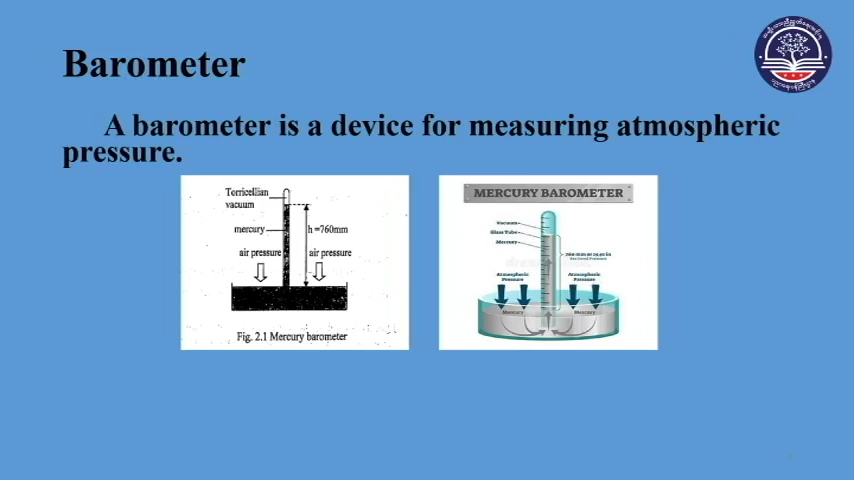 Barometer
A barometer is a device for measuring atmospheric
pressure.
Torricellian
vacuum
mercury
h =760mm
air pressure
air pressure
Fig. 2.1 Mercury barometer
MERCURY BAROMETER
Vacuum
Glass Tube
Mercury
Atmospheric
Pressure
Atmospheric
Pressure
Mercury
Mercury